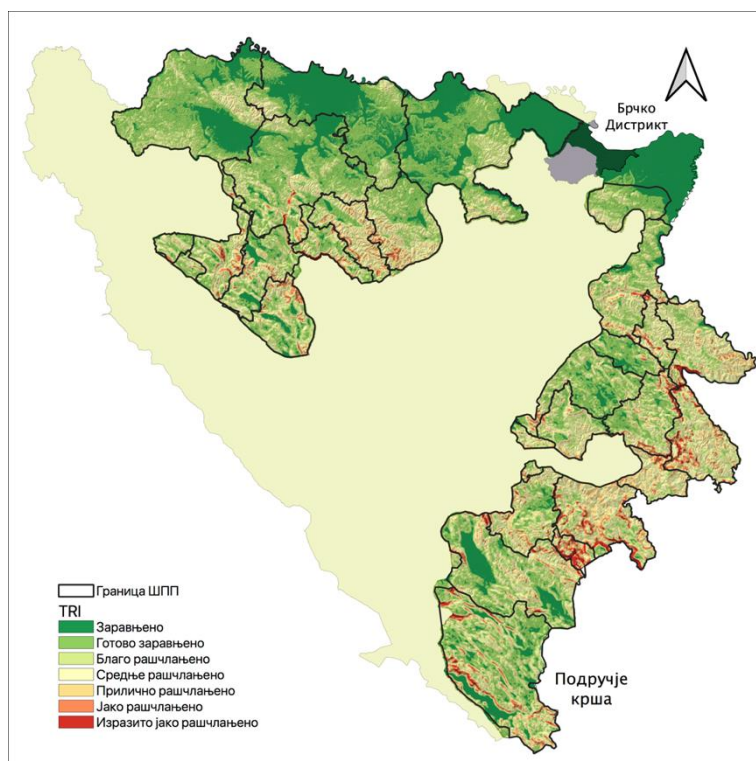 Брчко
Дистрикт
Граница ШПП
TRI
Заравњено
Готово заравњено
Благо рашчлањено
Средње рашчлањено
Прилично рашчлањено
Јако рашчлањено
Изразито јако рашчлањено
Подручје
крша